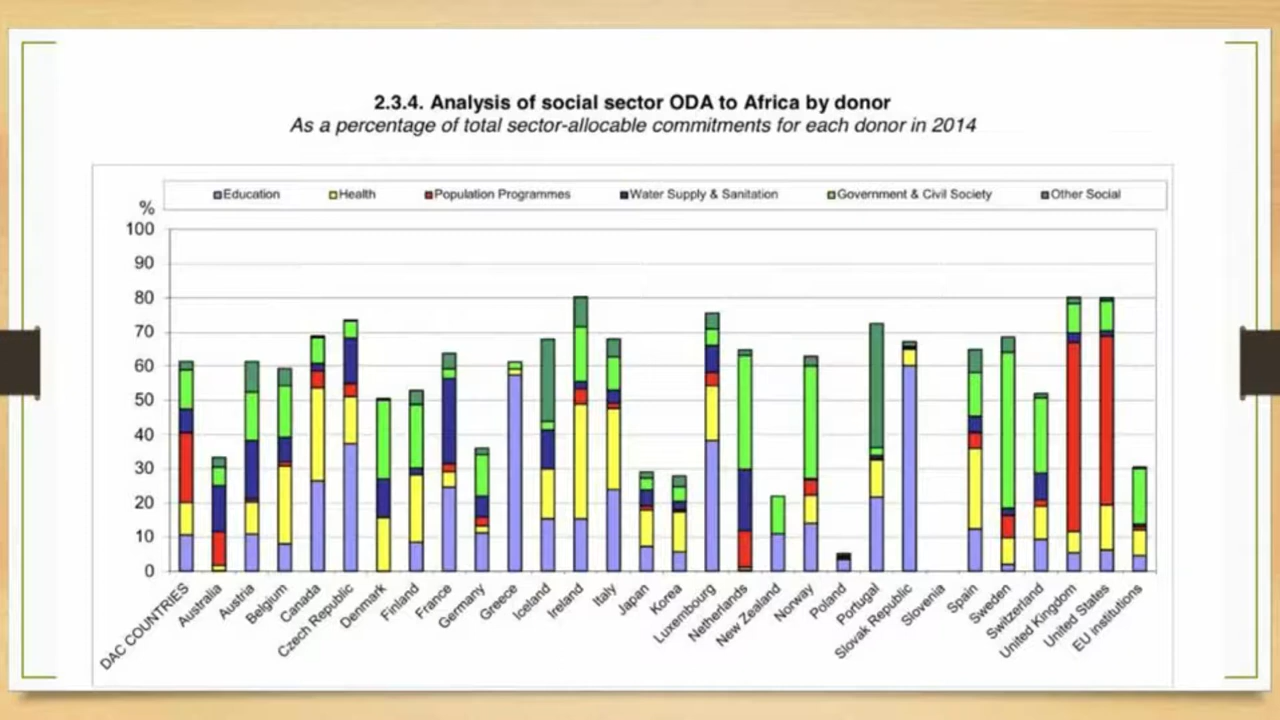 2.3.4. Analysis of social sector ODA to Africa by donor
As a percentage of total sector-allocable commitments for each donor in 2014
Education Health Population Programmes Water Supply & Sanitation Government & Civil Society Other Social
%
100
90
80
70
60
50
40
30
20
10
0
DAC COUNTRIES
Australia
Austria
Belgium
Canada
Czech Republic
Denmark
Finland
France
Germany
Greece
Iceland
Ireland
Italy
Japan
Korea
Luxembourg
Netherlands
New Zealand
Norway
Poland
Portugal
Slovak Republic
Slovenia
Spain
Sweden
Switzerland
United Kingdom
United States
EU Institutions